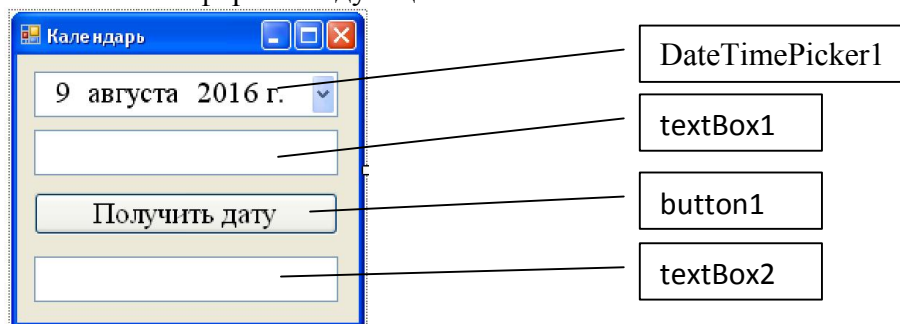 Календарь
DateTimePicker1
9 августа 2016 г.
textBox1
Получить дату
button1
textBox2